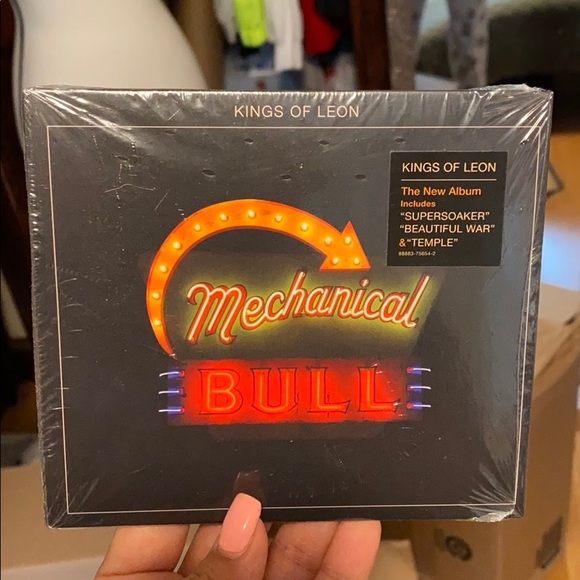 KINGS OF LEON
KINGS OF LEON
The New Album
Includes
"SUPERSOAKER"
"BEAUTIFUL WAR"
& "TEMPLE"
88883-75854-2
Mechanical
BULL